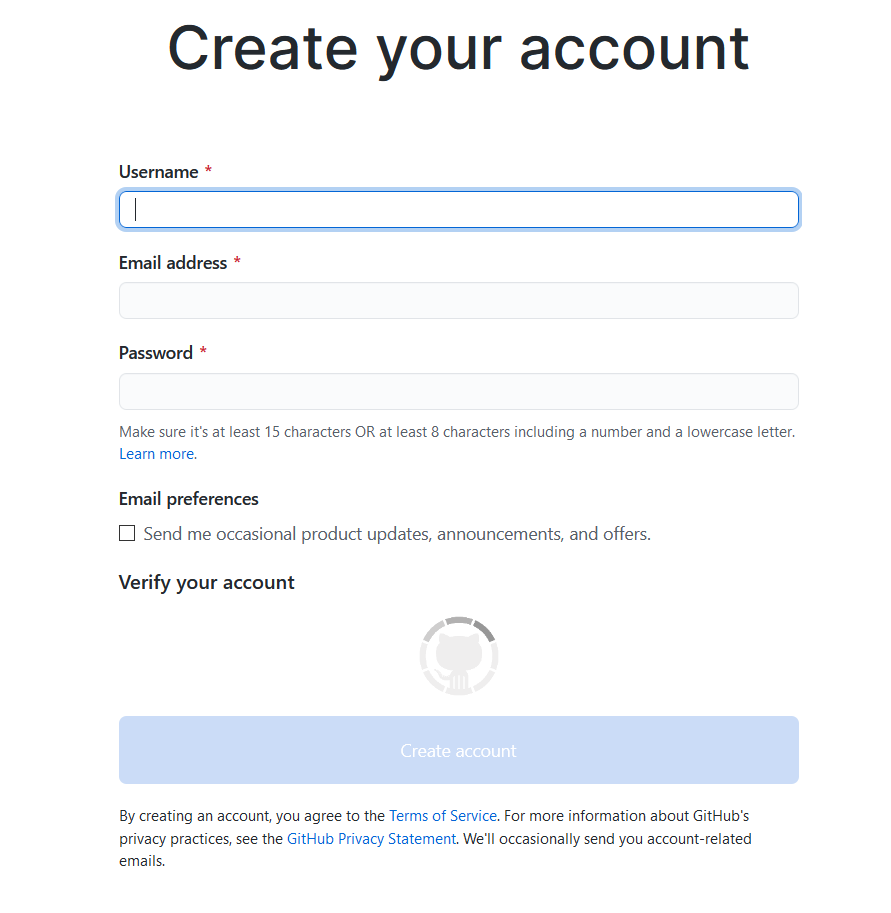 Create your account
Username *
Email address *
Password *
Make sure it's at least 15 characters OR at least 8 characters including a number and a lowercase letter.
Learn more.
Email preferences
Send me occasional product updates, announcements, and offers.
Verify your account
Create account
By creating an account, you agree to the Terms of Service. For more information about GitHub's
privacy practices, see the GitHub Privacy Statement. We'll occasionally send you account-related
emails.